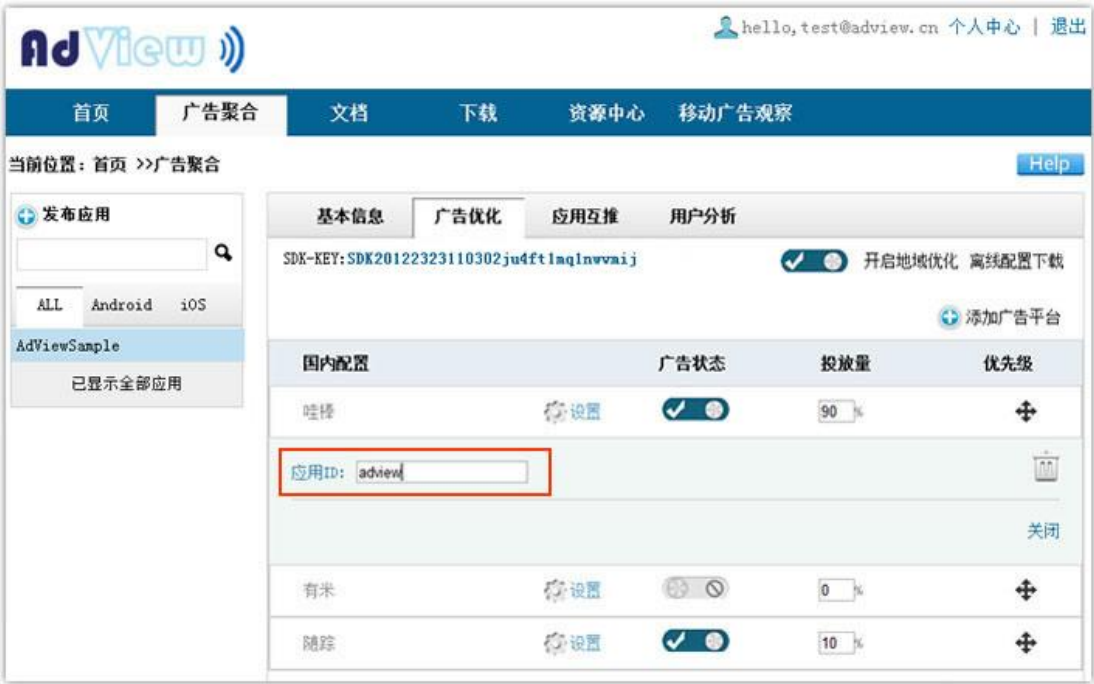 AdView
hello,test@adview.cn 个人中心 | 退出
首页 广告聚合 文档 下载 资源中心 移动广告观察
当前位置：首页 >>广告聚合 Help
发布应用
基本信息 广告优化 应用互推 用户分析
SDK-KEY:SDK20122323110302ju4ft1mq1nwvmij 开启地域优化 离线配置下载
ALL Android iOS
添加广告平台
AdViewSample
国内配置 广告状态 投放量 优先级
已显示全部应用
哇棒 设置 90 %
应用ID: adview
关闭
有米 设置 0 %
随踪 设置 10 %